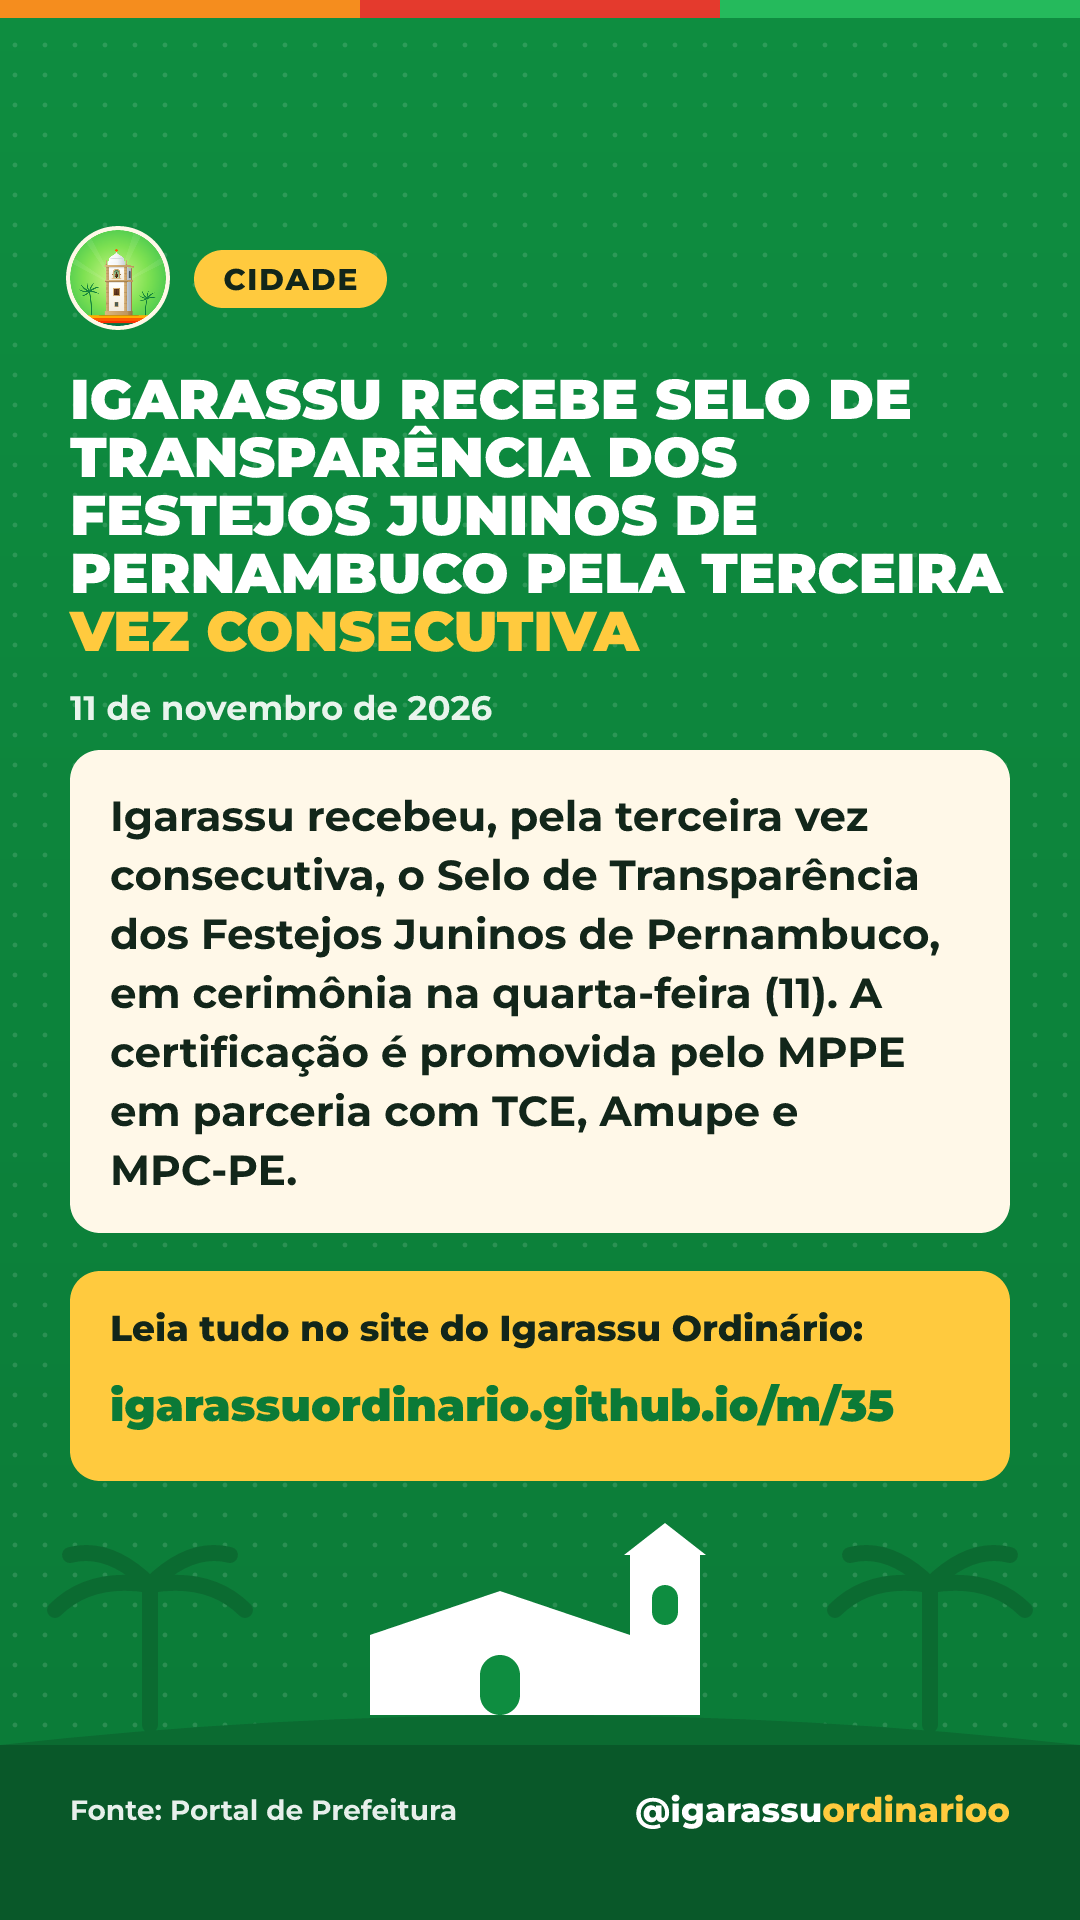 CIDADE
IGARASSU RECEBE SELO DE
TRANSPARÊNCIA DOS
FESTEJOS JUNINOS DE
PERNAMBUCO PELA TERCEIRA
VEZ CONSECUTIVA
11 de novembro de 2026
Igarassu recebeu, pela terceira vez
consecutiva, o Selo de Transparência
dos Festejos Juninos de Pernambuco,
em cerimônia na quarta-feira (11). A
certificação é promovida pelo MPPE
em parceria com TCE, Amupe e
MPC-PE.
Leia tudo no site do Igarassu Ordinário:
igarassuordinario.github.io/m/35
Fonte: Portal de Prefeitura
@igarassuordinarioo